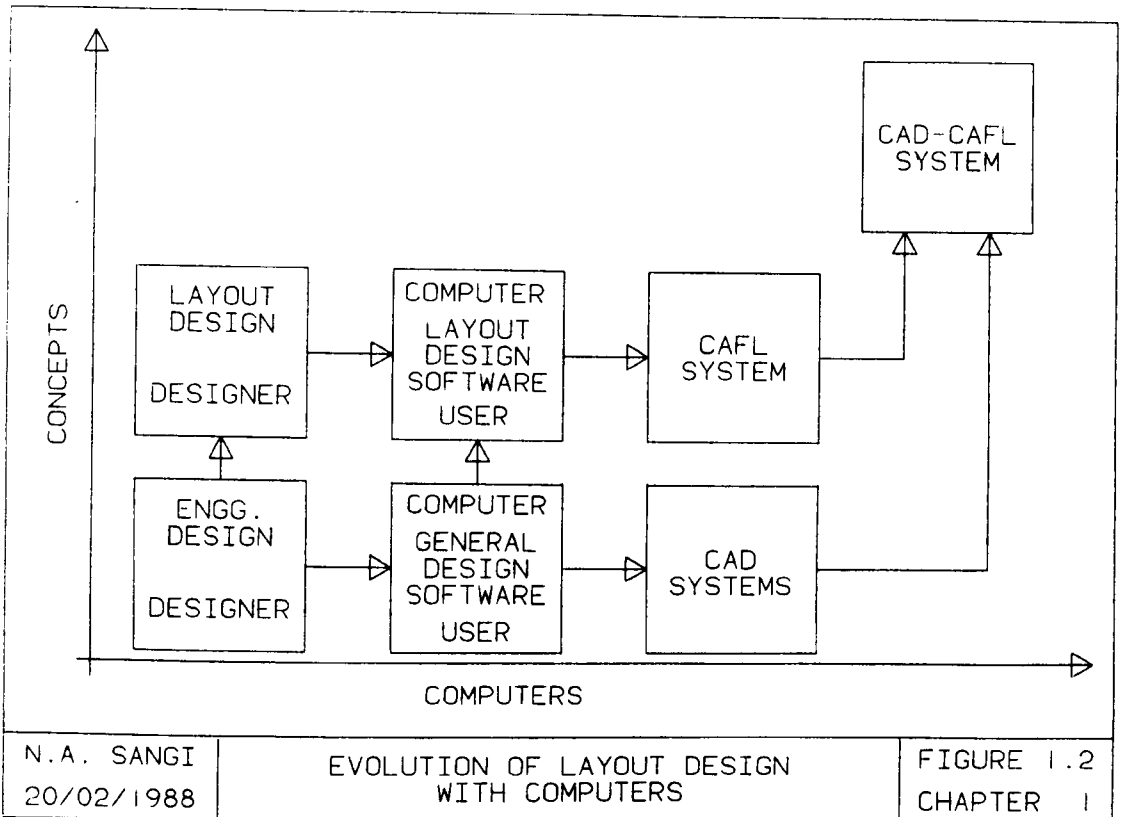 CAD-CAFL
SYSTEM
LAYOUT
DESIGN
DESIGNER
COMPUTER
LAYOUT
DESIGN
SOFTWARE
USER
CAFL
SYSTEM
CONCEPTS
ENGG.
DESIGN
DESIGNER
COMPUTER
GENERAL
DESIGN
SOFTWARE
USER
CAD
SYSTEMS
COMPUTERS
N.A. SANGI
20/02/1988
EVOLUTION OF LAYOUT DESIGN
WITH COMPUTERS
FIGURE 1.2
CHAPTER 1